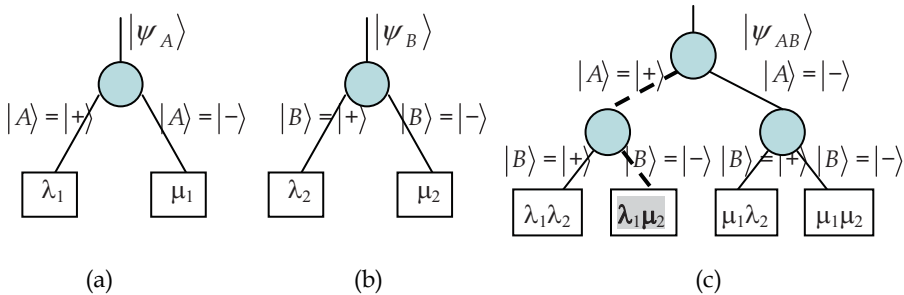 |ψ_A⟩
|A⟩ = |+⟩ |A⟩ = |−⟩
λ₁ μ₁
(a)
|ψ_B⟩
|B⟩ = |+⟩ |B⟩ = |−⟩
λ₂ μ₂
(b)
|ψ_AB⟩
|A⟩ = |+⟩ |A⟩ = |−⟩
|B⟩ = |+⟩ |B⟩ = |−⟩ |B⟩ = |+⟩ |B⟩ = |−⟩
λ₁λ₂ λ₁μ₂ μ₁λ₂ μ₁μ₂
(c)